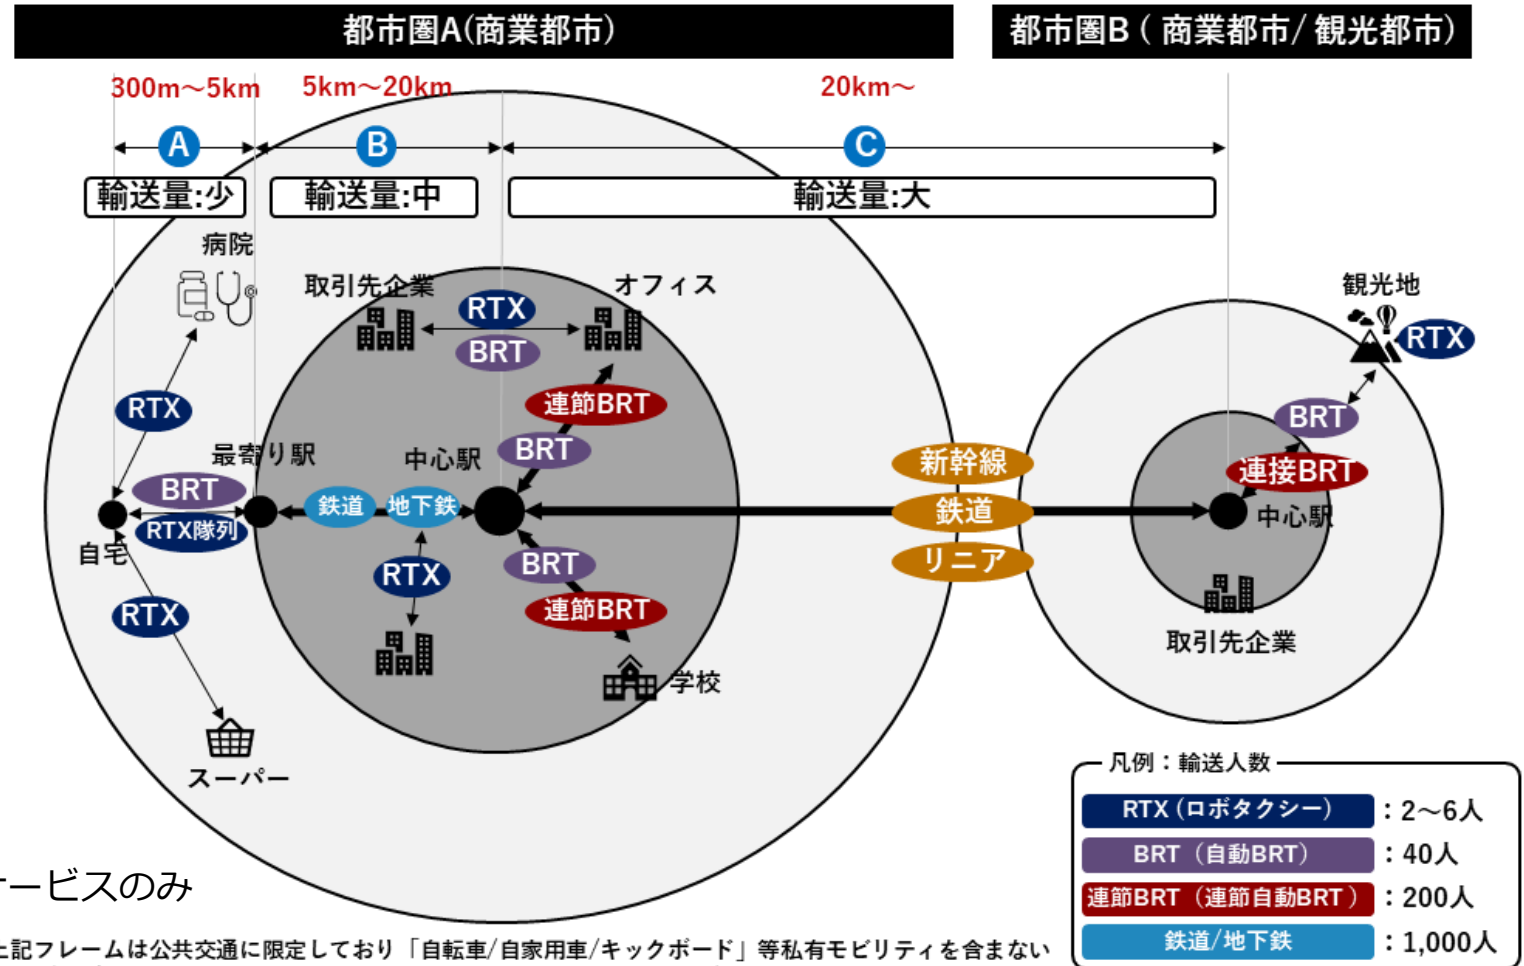 都市圏A(商業都市)
都市圏B ( 商業都市/ 観光都市)
300m～5km
5km～20km
20km～
A
B
C
輸送量:少
輸送量:中
輸送量:大
病院
取引先企業
RTX
オフィス
BRT
観光地
RTX
RTX
連節BRT
BRT
BRT
最寄り駅
中心駅
新幹線
連接BRT
BRT
鉄道
地下鉄
鉄道
中心駅
RTX隊列
自宅
RTX
BRT
リニア
RTX
連節BRT
取引先企業
学校
スーパー
凡例：輸送人数
RTX (ロボタクシー)
：2～6人
BRT（自動BRT）
：40人
連節BRT（連節自動BRT ）
：200人
鉄道/地下鉄
：1,000人
サービスのみ
上記フレームは公共交通に限定しており「自転車/自家用車/キックボード」等私有モビリティを含まない